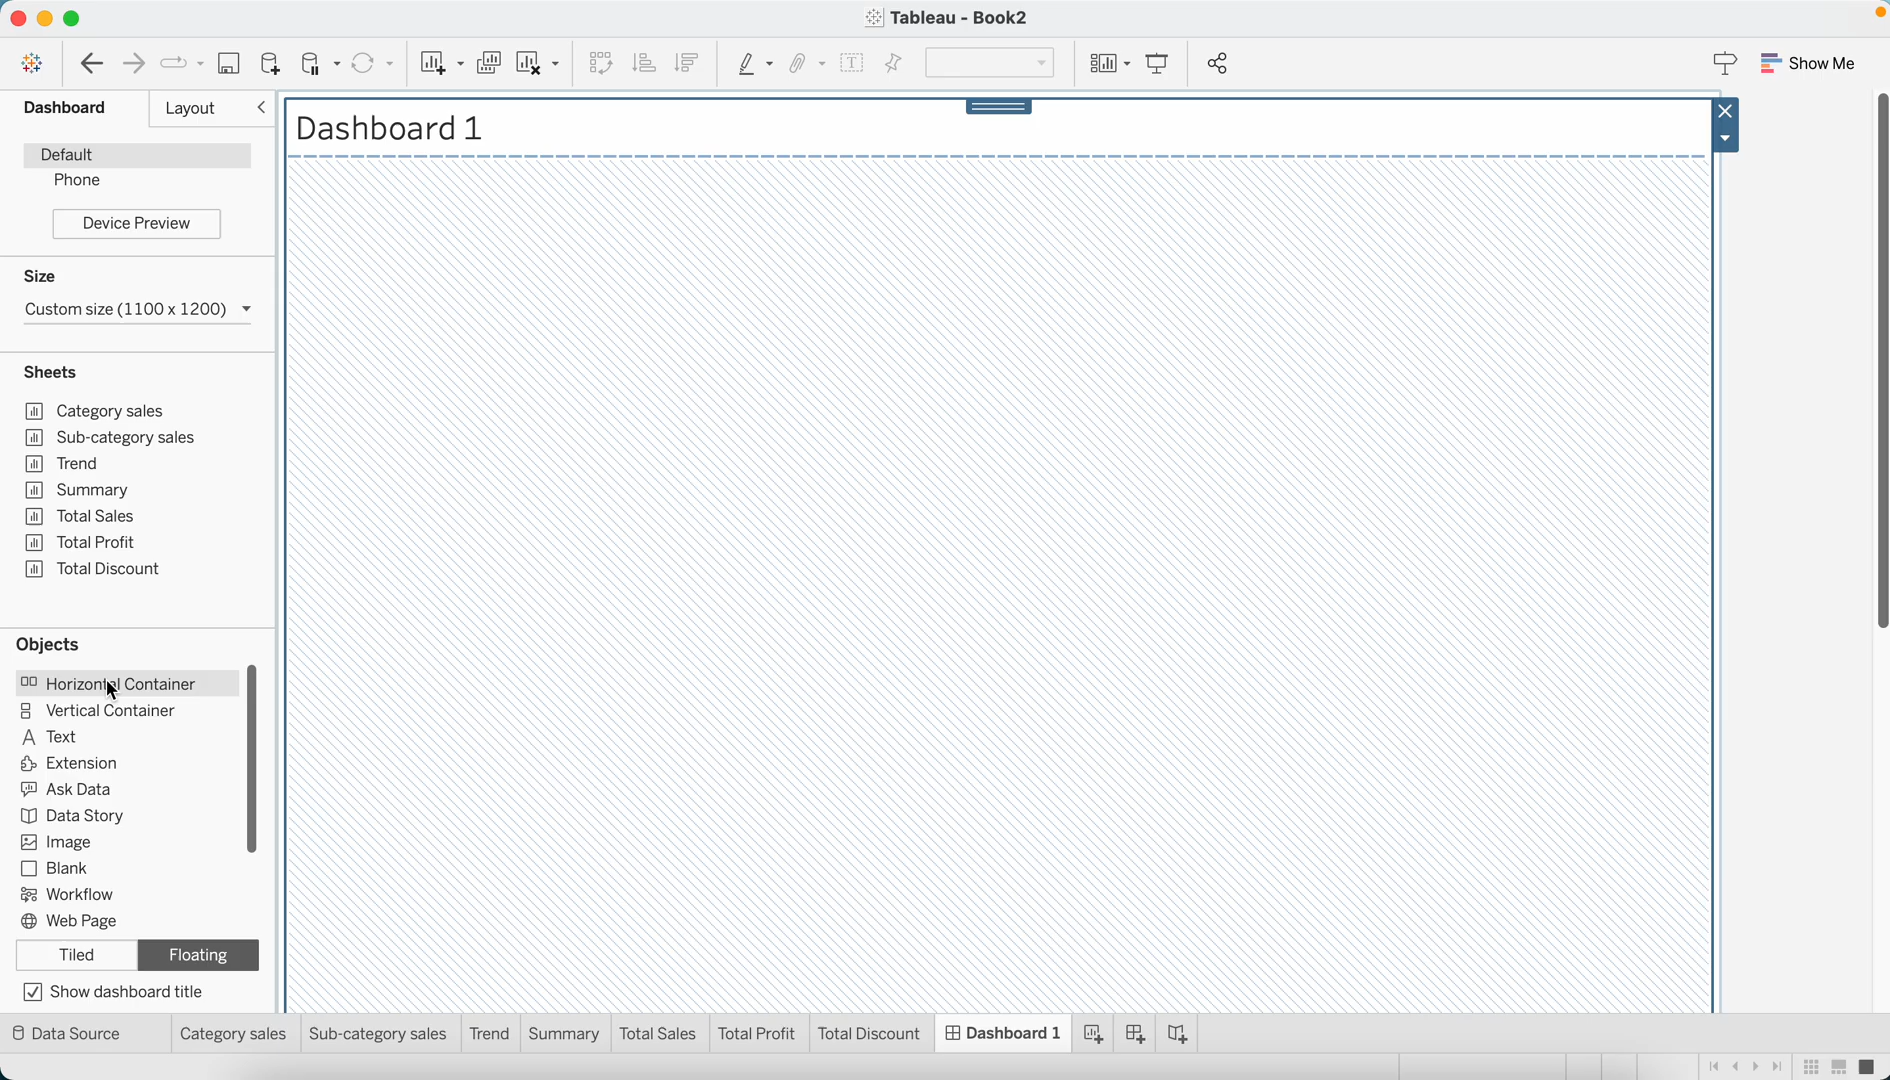 Tableau - Book2
Show Me
Dashboard
Layout
Default
Phone
Device Preview
Size
Custom size (1100 x 1200)
Sheets
Category sales
Sub-category sales
Trend
Summary
Total Sales
Total Profit
Total Discount
Objects
Horizontal Container
Vertical Container
Text
Extension
Ask Data
Data Story
Image
Blank
Workflow
Web Page
Tiled
Floating
Show dashboard title
Dashboard 1
Data Source
Category sales
Sub-category sales
Trend
Summary
Total Sales
Total Profit
Total Discount
Dashboard 1